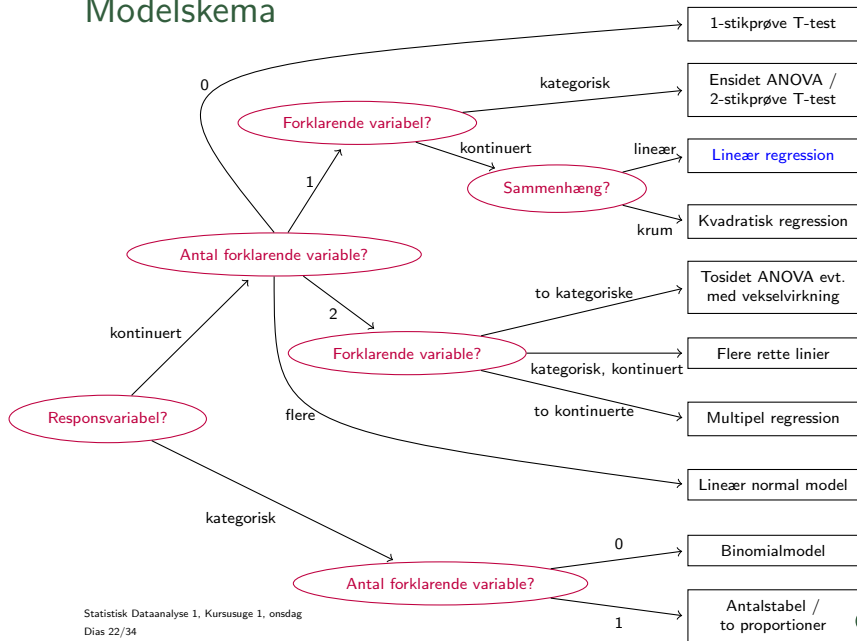 Modelskema
1-stikprøve T-test
0
kategorisk
Ensidet ANOVA /
2-stikprøve T-test
Forklarende variabel?
kontinuert
lineær
Lineær regression
1
Sammenhæng?
krum
Kvadratisk regression
Antal forklarende variable?
to kategoriske
Tosidet ANOVA evt.
med vekselvirkning
2
kontinuert
Forklarende variable?
kategorisk, kontinuert
Flere rette linier
to kontinuerte
Multipel regression
Responsvariabel?
flere
Lineær normal model
kategorisk
0
Binomialmodel
Antal forklarende variable?
1
Antalstabel /
to proportioner
Statistisk Dataanalyse 1, Kursusuge 1, onsdag
Dias 22/34